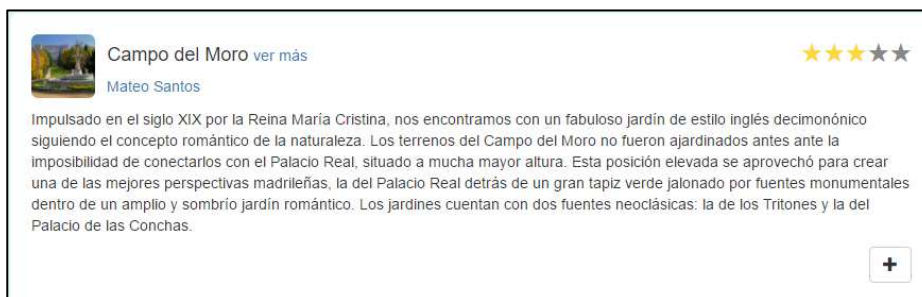 Campo del Moro ver más
Mateo Santos
Impulsado en el siglo XIX por la Reina María Cristina, nos encontramos con un fabuloso jardín de estilo inglés decimonónico
siguiendo el concepto romántico de la naturaleza. Los terrenos del Campo del Moro no fueron ajardinados antes ante la
imposibilidad de conectarlos con el Palacio Real, situado a mucha mayor altura. Esta posición elevada se aprovechó para crear
una de las mejores perspectivas madrileñas, la del Palacio Real detrás de un gran tapiz verde jalonado por fuentes monumentales
dentro de un amplio y sombrío jardín romántico. Los jardines cuentan con dos fuentes neoclásicas: la de los Tritones y la del
Palacio de las Conchas.